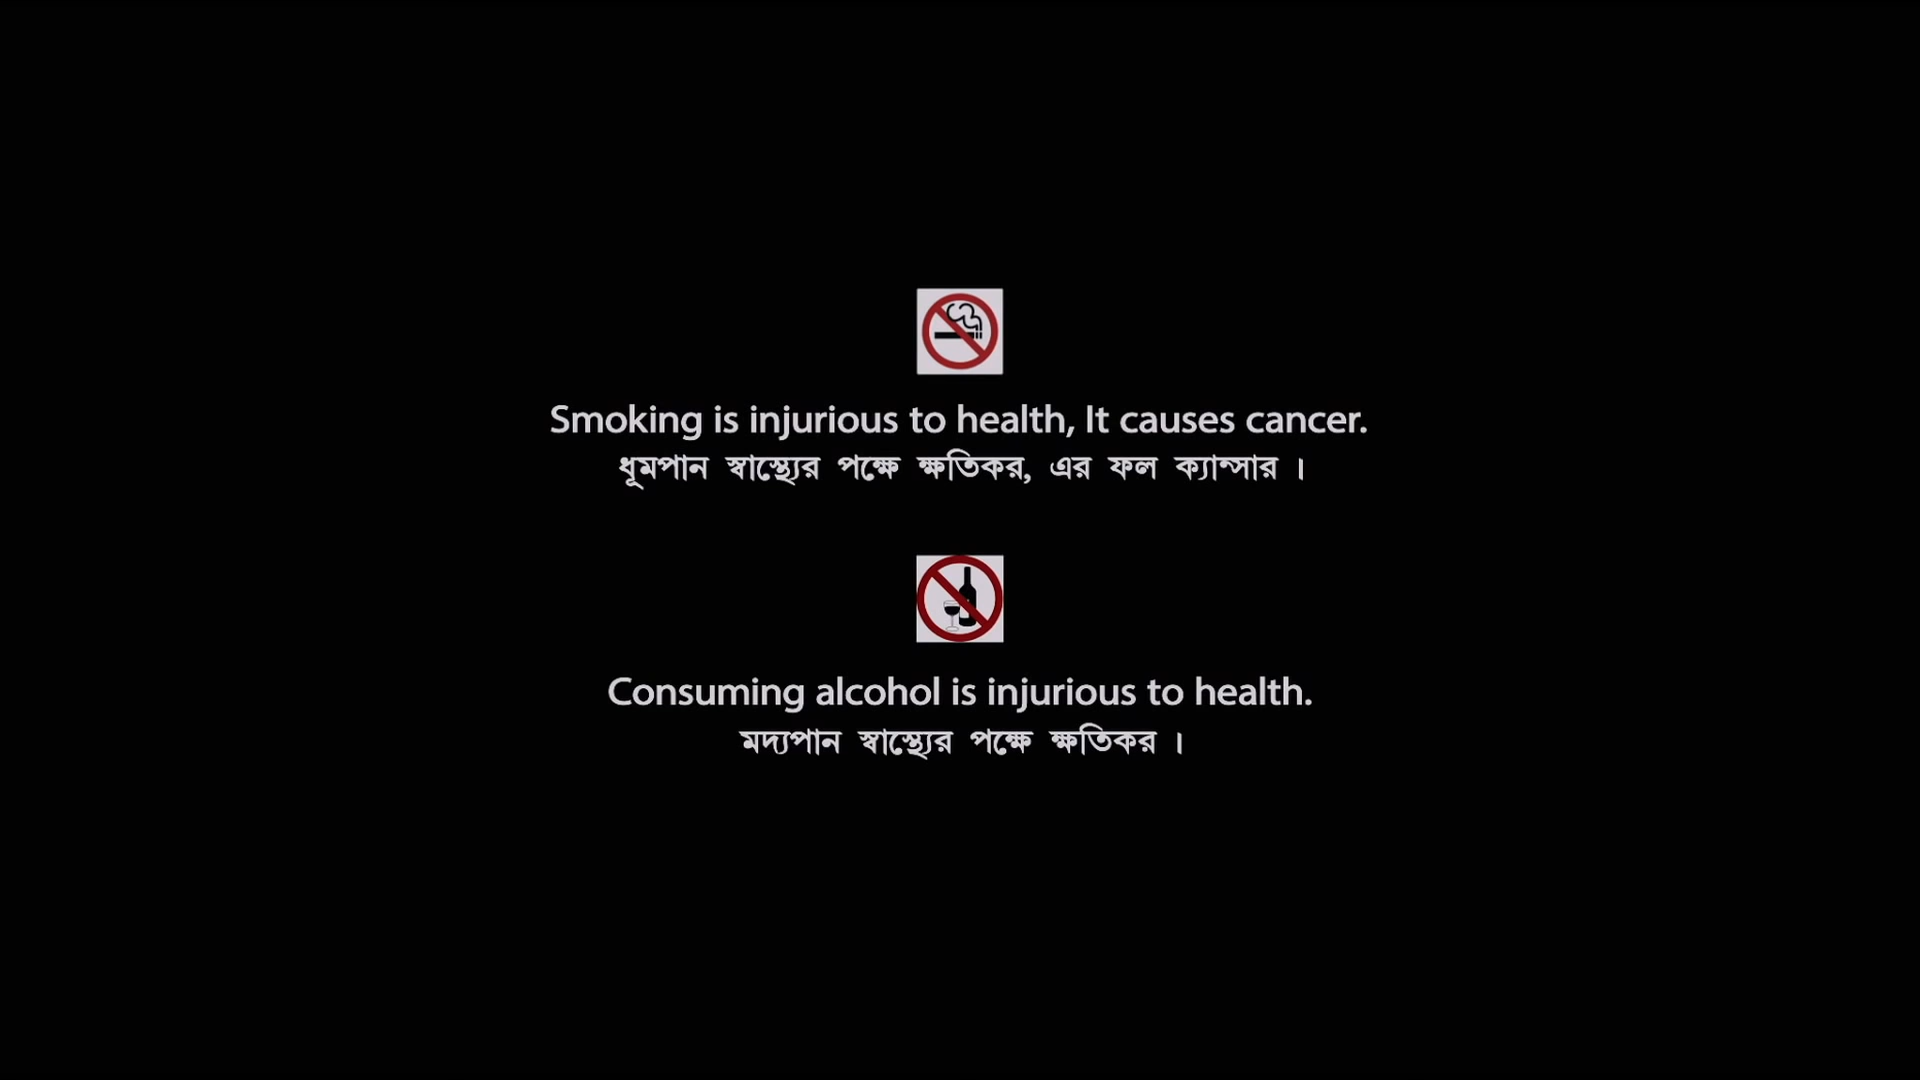 Smoking is injurious to health, It causes cancer.
ধূমপান স্বাস্থ্যের পক্ষে ক্ষতিকর, এর ফল ক্যান্সার ।
Consuming alcohol is injurious to health.
মদ্যপান স্বাস্থ্যের পক্ষে ক্ষতিকর ।